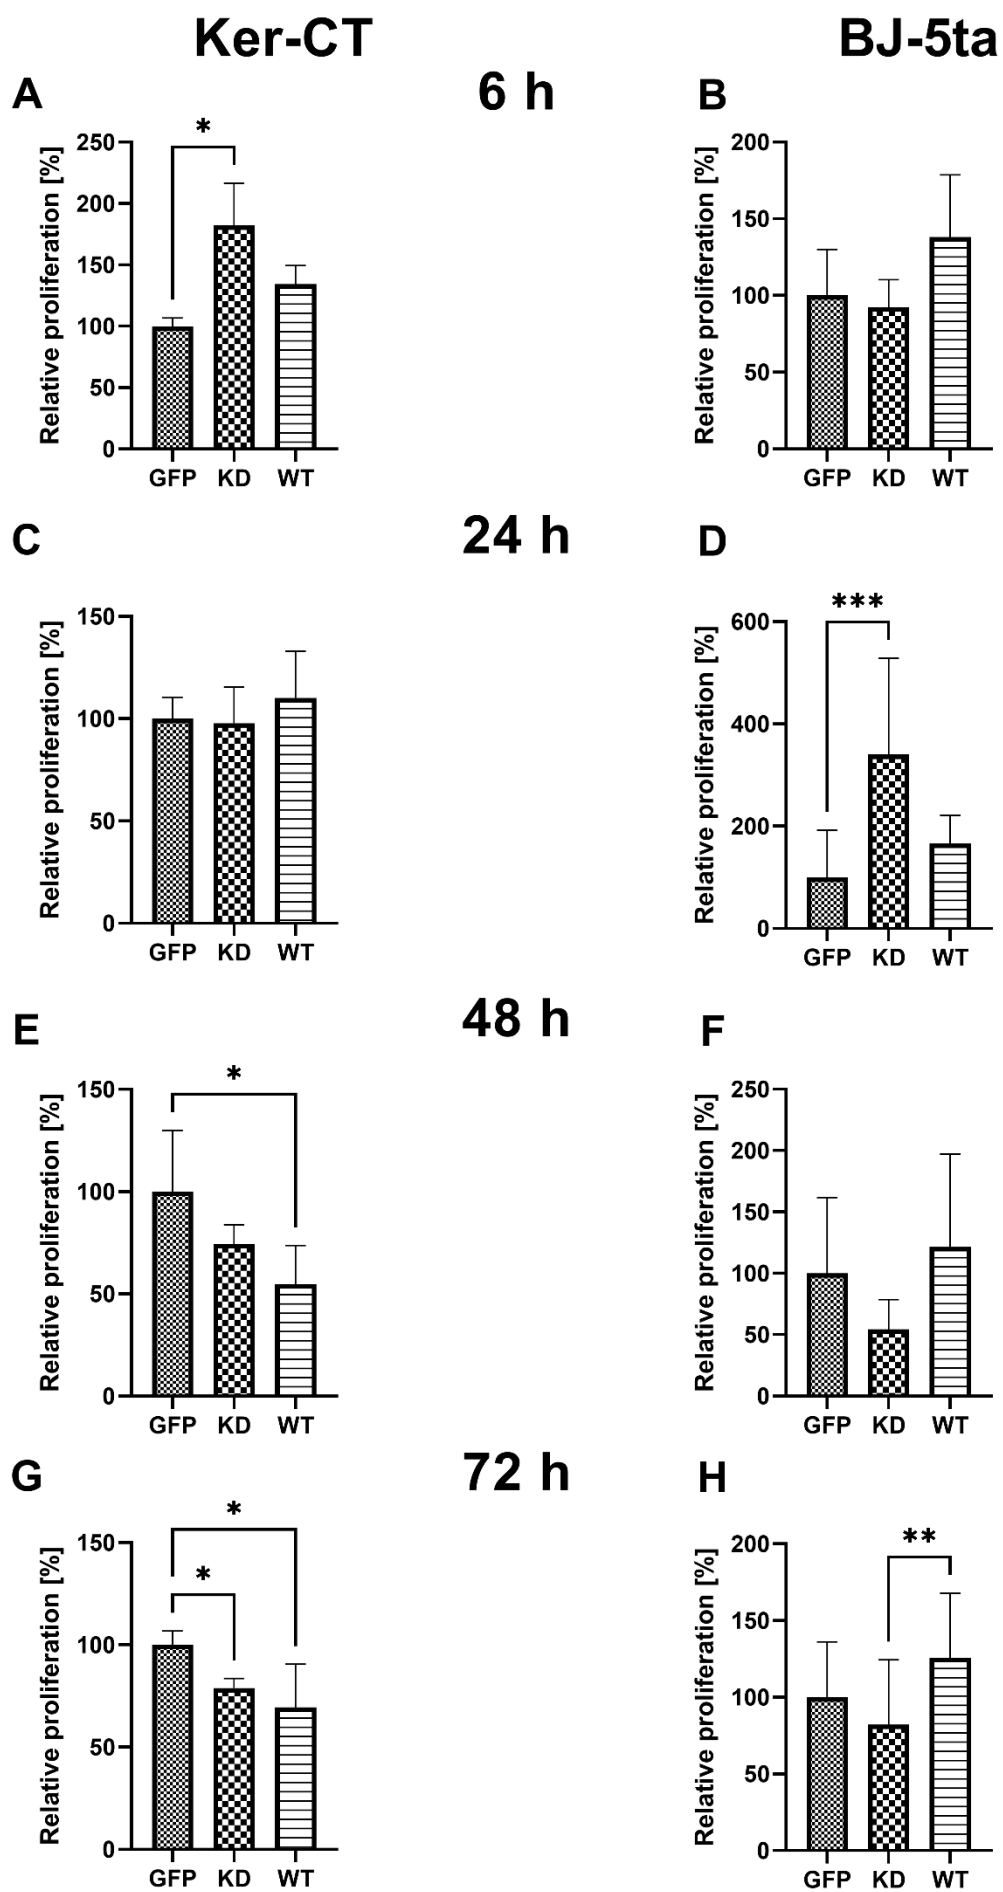 Ker-CT
BJ-5ta
6 h
A
Relative proliferation [%]
250
200
150
100
50
0
*
GFP KD WT
B
Relative proliferation [%]
200
150
100
50
0
GFP KD WT
24 h
C
Relative proliferation [%]
150
100
50
0
GFP KD WT
D
Relative proliferation [%]
600
400
200
0
***
GFP KD WT
48 h
E
Relative proliferation [%]
150
100
50
0
*
GFP KD WT
F
Relative proliferation [%]
250
200
150
100
50
0
GFP KD WT
72 h
G
Relative proliferation [%]
150
100
50
0
*
*
GFP KD WT
H
Relative proliferation [%]
200
150
100
50
0
**
GFP KD WT